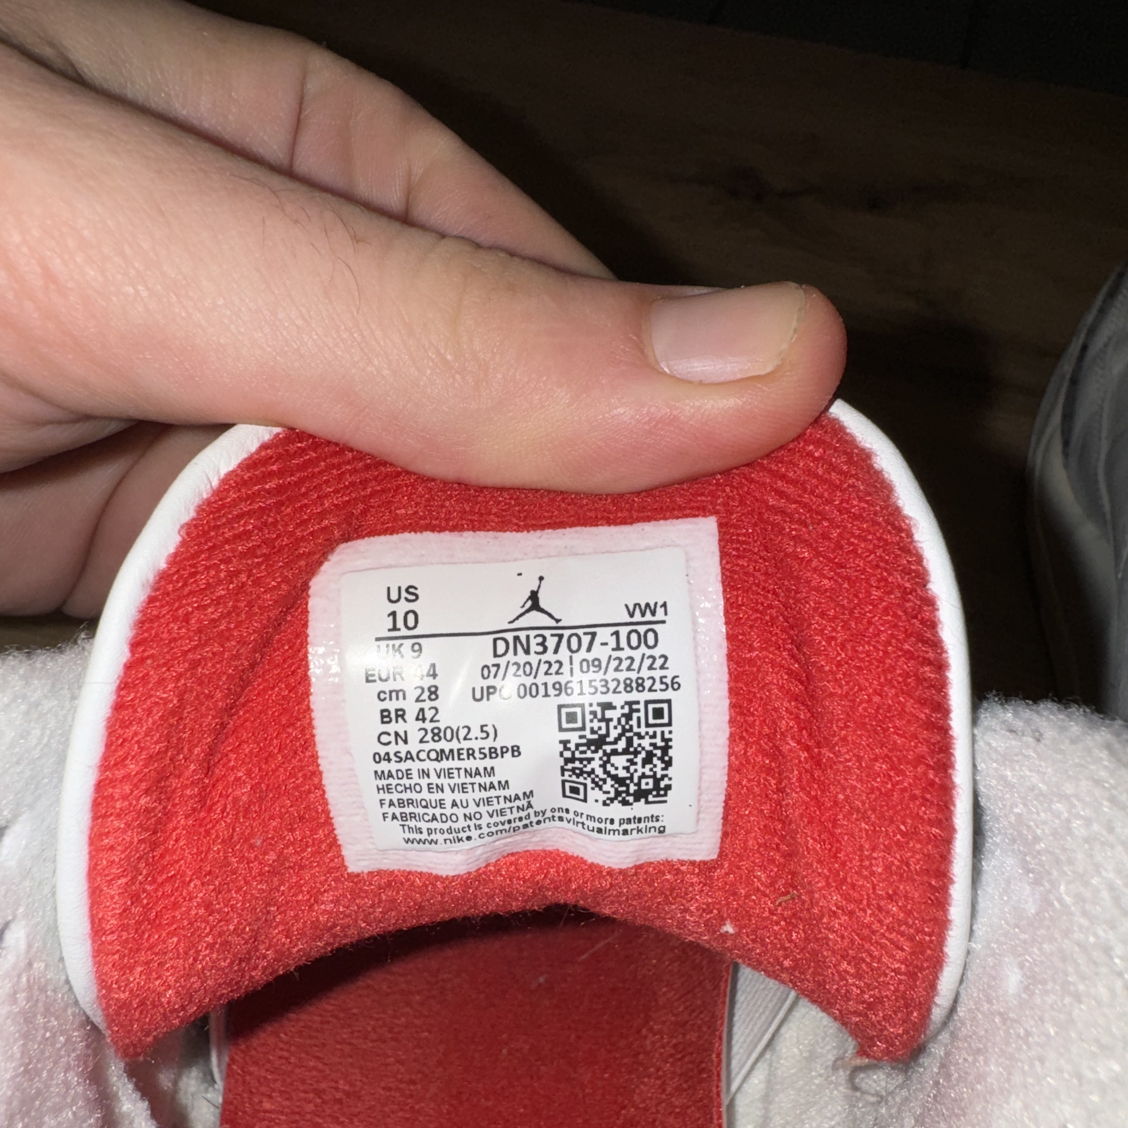 US
10
VW1
UK 9
DN3707-100
EUR 44
07/20/22 | 09/22/22
cm 28
UPC 00196153288256
BR 42
CN 280(2.5)
04SACQMER5BPB
MADE IN VIETNAM
HECHO EN VIETNAM
FABRIQUE AU VIETNAM
FABRICADO NO VIETNÃ
This product is covered by one or more patents:
www.nike.com/patentsvirtualmarking